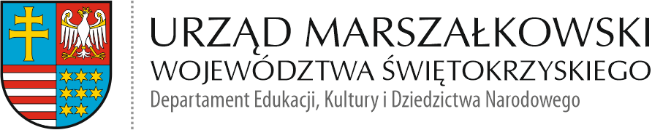 URZĄD MARSZAŁKOWSKI
WOJEWÓDZTWA ŚWIĘTOKRZYSKIEGO
Departament Edukacji, Kultury i Dziedzictwa Narodowego